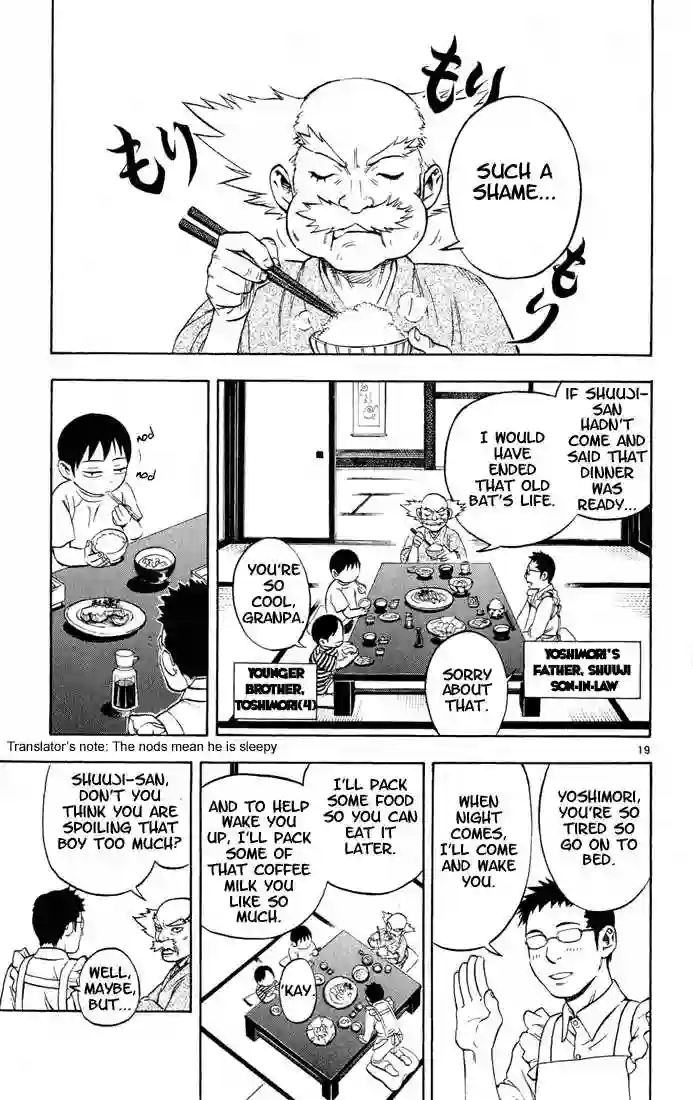 もり
もり
もり
SUCH A
SHAME...
IF SHUUJI-
SAN
HADN'T
COME AND
SAID THAT
DINNER
WAS
READY...
I WOULD
HAVE
ENDED
THAT OLD
BAT'S LIFE.
YOU'RE
SO
COOL,
GRANPA.
SORRY
ABOUT
THAT.
YOSHIMORI'S
FATHER, SHUUJI
SON-IN-LAW
YOUNGER
BROTHER,
TOSHIMORI(4)
nod
nod
Translator's note: The nods mean he is sleepy
19
YOSHIMORI,
YOU'RE SO
TIRED SO
GO ON TO
BED.
WHEN
NIGHT
COMES,
I'LL COME
AND WAKE
YOU.
I'LL PACK
SOME FOOD
SO YOU CAN
EAT IT
LATER.
AND TO HELP
WAKE YOU
UP, I'LL PACK
SOME OF
THAT COFFEE
MILK YOU
LIKE SO
MUCH.
'KAY.
SHUUJI-SAN,
DON'T YOU
THINK YOU ARE
SPOILING THAT
BOY TOO MUCH?
WELL,
MAYBE,
BUT...